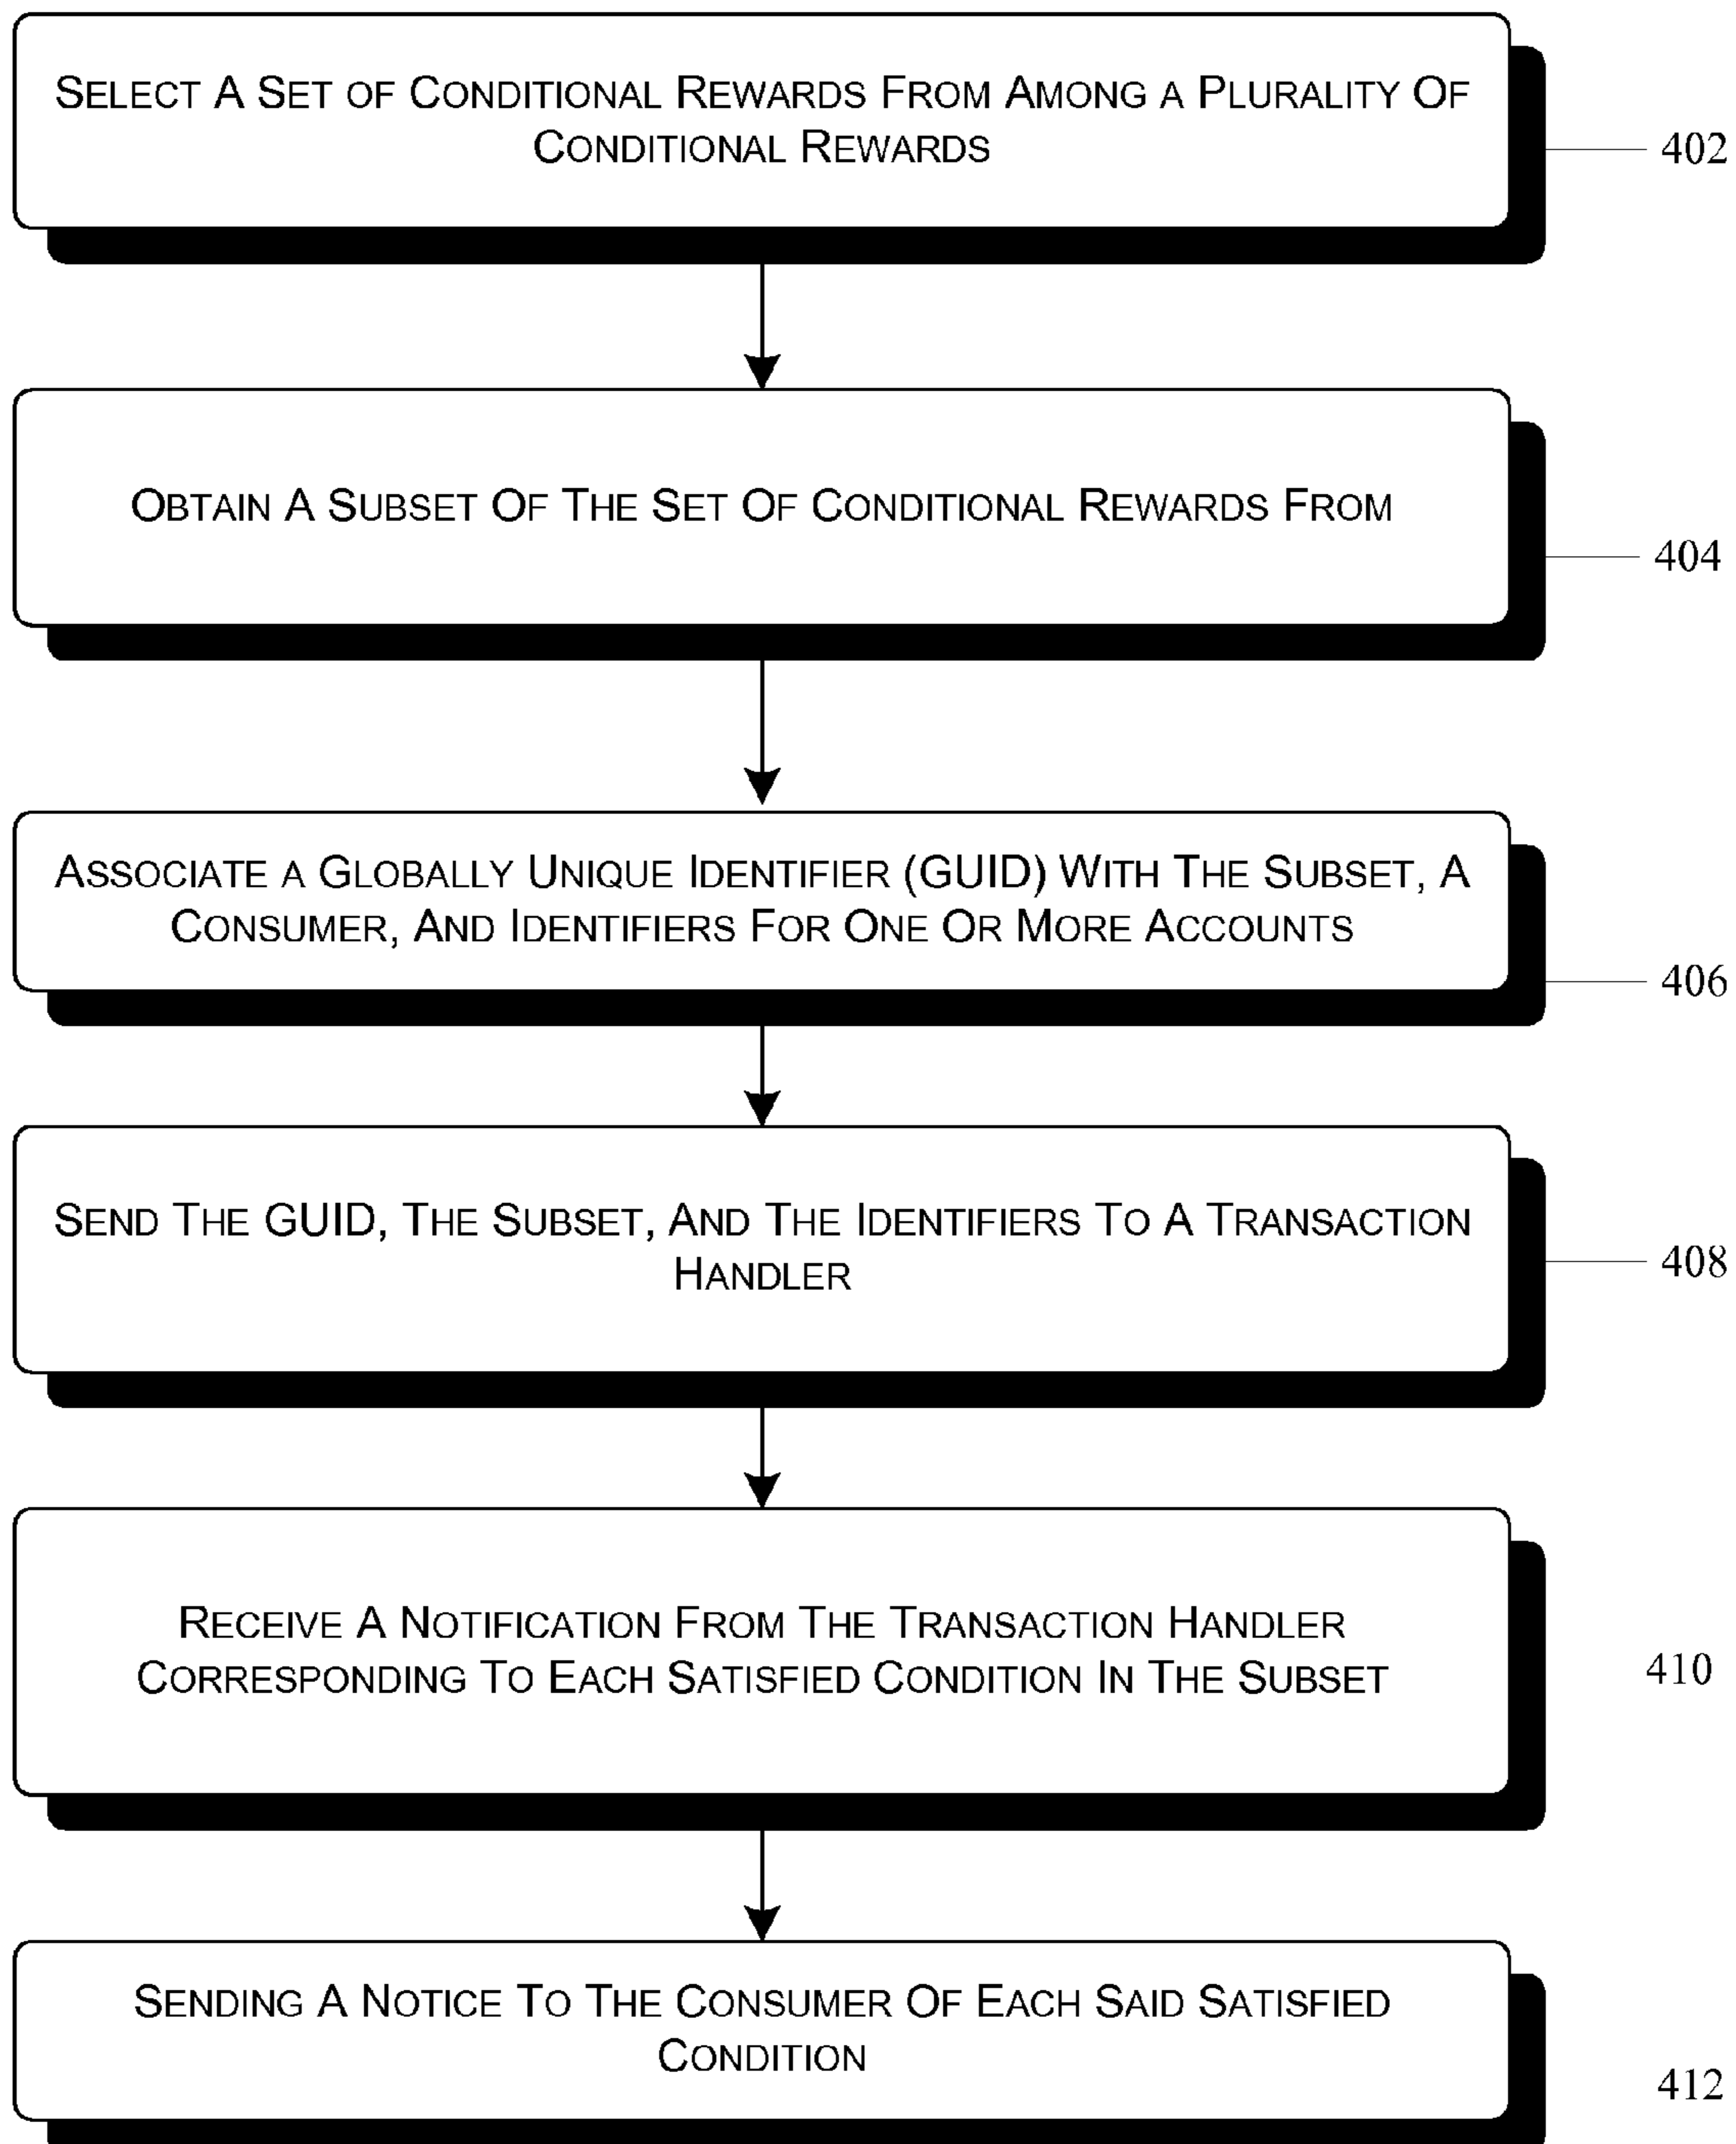 SELECT A SET OF CONDITIONAL REWARDS FROM AMONG A PLURALITY OF
CONDITIONAL REWARDS
402
OBTAIN A SUBSET OF THE SET OF CONDITIONAL REWARDS FROM
404
ASSOCIATE A GLOBALLY UNIQUE IDENTIFIER (GUID) WITH THE SUBSET, A
CONSUMER, AND IDENTIFIERS FOR ONE OR MORE ACCOUNTS
406
SEND THE GUID, THE SUBSET, AND THE IDENTIFIERS TO A TRANSACTION
HANDLER
408
RECEIVE A NOTIFICATION FROM THE TRANSACTION HANDLER
CORRESPONDING TO EACH SATISFIED CONDITION IN THE SUBSET
410
SENDING A NOTICE TO THE CONSUMER OF EACH SAID SATISFIED
CONDITION
412